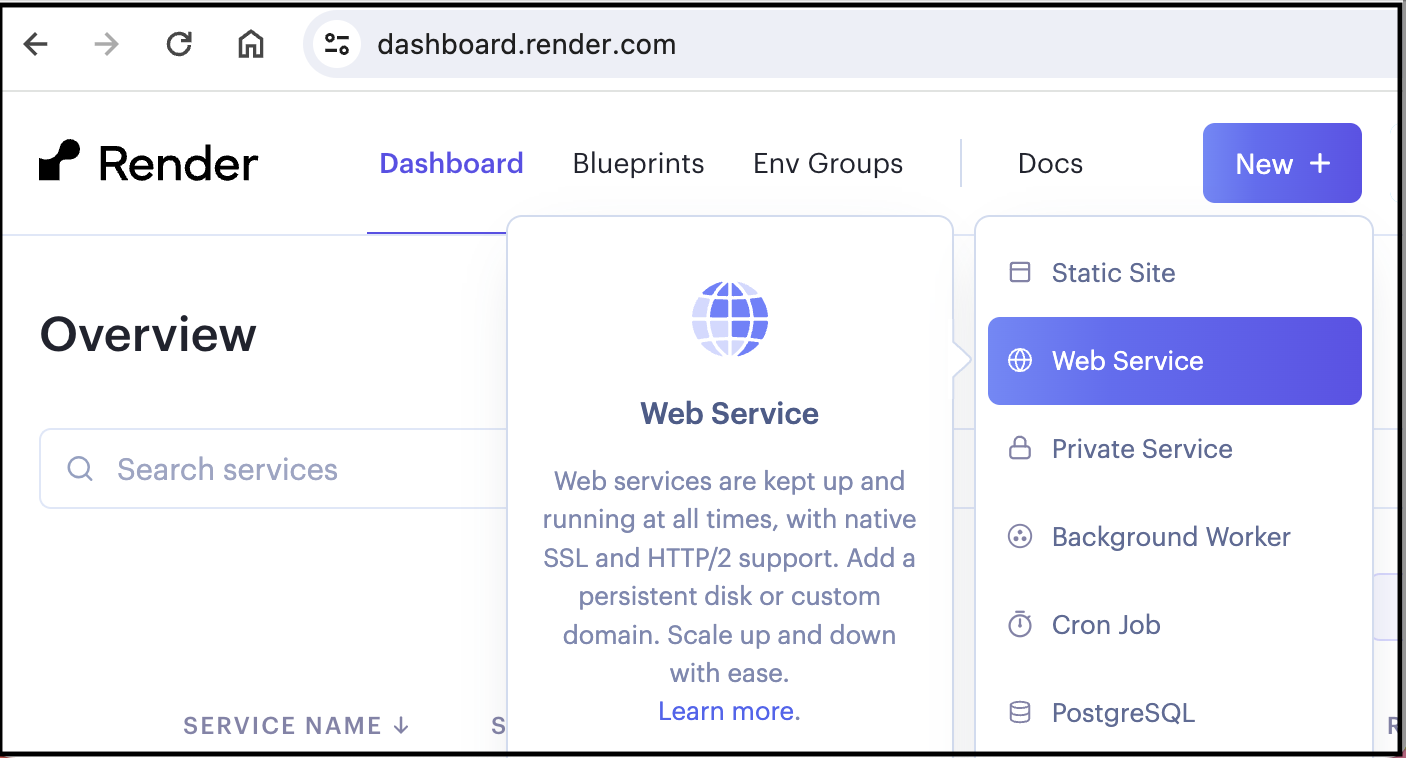 dashboard.render.com
Render
Dashboard
Blueprints
Env Groups
Docs
New +
Overview
Search services
SERVICE NAME ↓
S
Web Service
Web services are kept up and
running at all times, with native
SSL and HTTP/2 support. Add a
persistent disk or custom
domain. Scale up and down
with ease.
Learn more.
Static Site
Web Service
Private Service
Background Worker
Cron Job
PostgreSQL
R